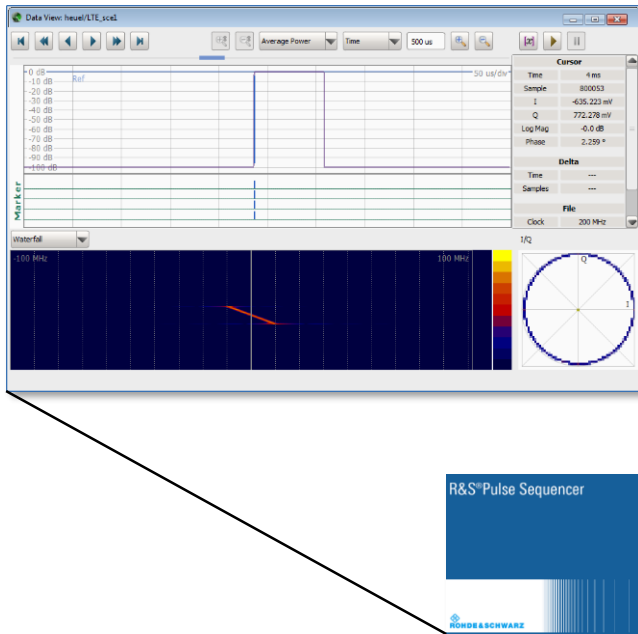 Data View: heuel/LTE_sce1
Average Power
Time
500 us
0 dB
Ref
50 us/div
-10 dB
-20 dB
-30 dB
-40 dB
-50 dB
-60 dB
-70 dB
-80 dB
-90 dB
-100 dB
Marker
Cursor
Time 4 ms
Sample 800053
I -635.223 mV
Q 772.278 mV
Log Mag -0.0 dB
Phase 2.259 °
Delta
Time ---
Samples ---
File
Clock 200 MHz
Waterfall
I/Q
-100 MHz
100 MHz
Q
I
R&S®Pulse Sequencer
ROHDE&SCHWARZ